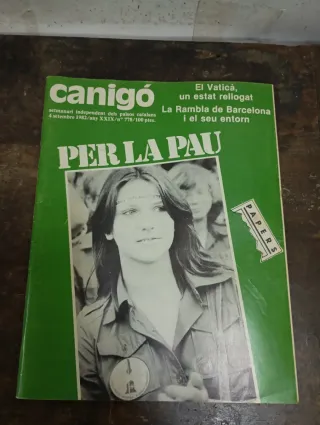 canigó
setmanari independent dels països catalans
4 setembre 1982/any XXIX/nº 778/100 ptes.
El Vaticà,
un estat rellogat
La Rambla de Barcelona
i el seu entorn
PER LA PAU
PAPERS